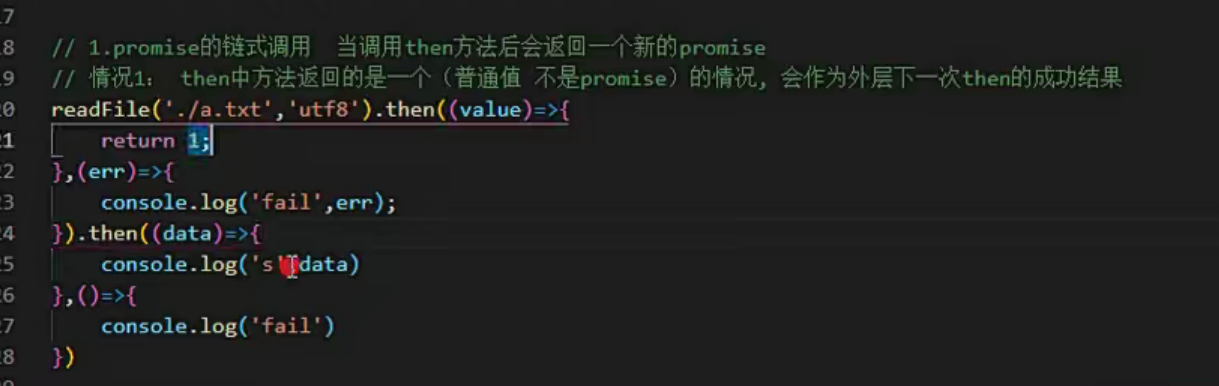 17
18 // 1.promise的链式调用 当调用then方法后会返回一个新的promise
19 // 情况1: then中方法返回的是一个（普通值 不是promise）的情况, 会作为外层下一次then的成功结果
20 readFile('./a.txt','utf8').then((value)=>{
21 return 1;
22 },(err)=>{
23 console.log('fail',err);
24 }).then((data)=>{
25 console.log('s' data)
26 },()=>{
27 console.log('fail')
28 })